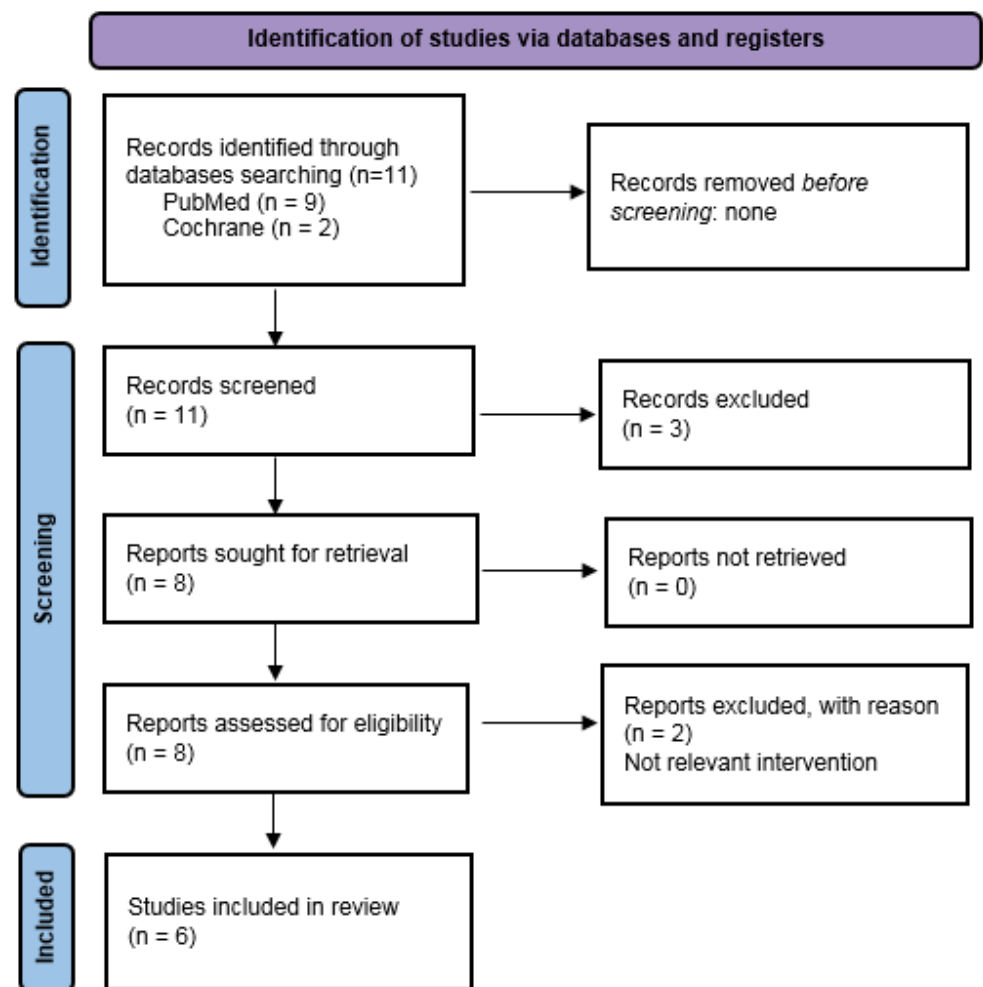 Identification of studies via databases and registers
Identification
Records identified through
databases searching (n=11)
PubMed (n = 9)
Cochrane (n = 2)
Records removed before
screening: none
Screening
Records screened
(n = 11)
Records excluded
(n = 3)
Reports sought for retrieval
(n = 8)
Reports not retrieved
(n = 0)
Reports assessed for eligibility
(n = 8)
Reports excluded, with reason
(n = 2)
Not relevant intervention
Included
Studies included in review
(n = 6)